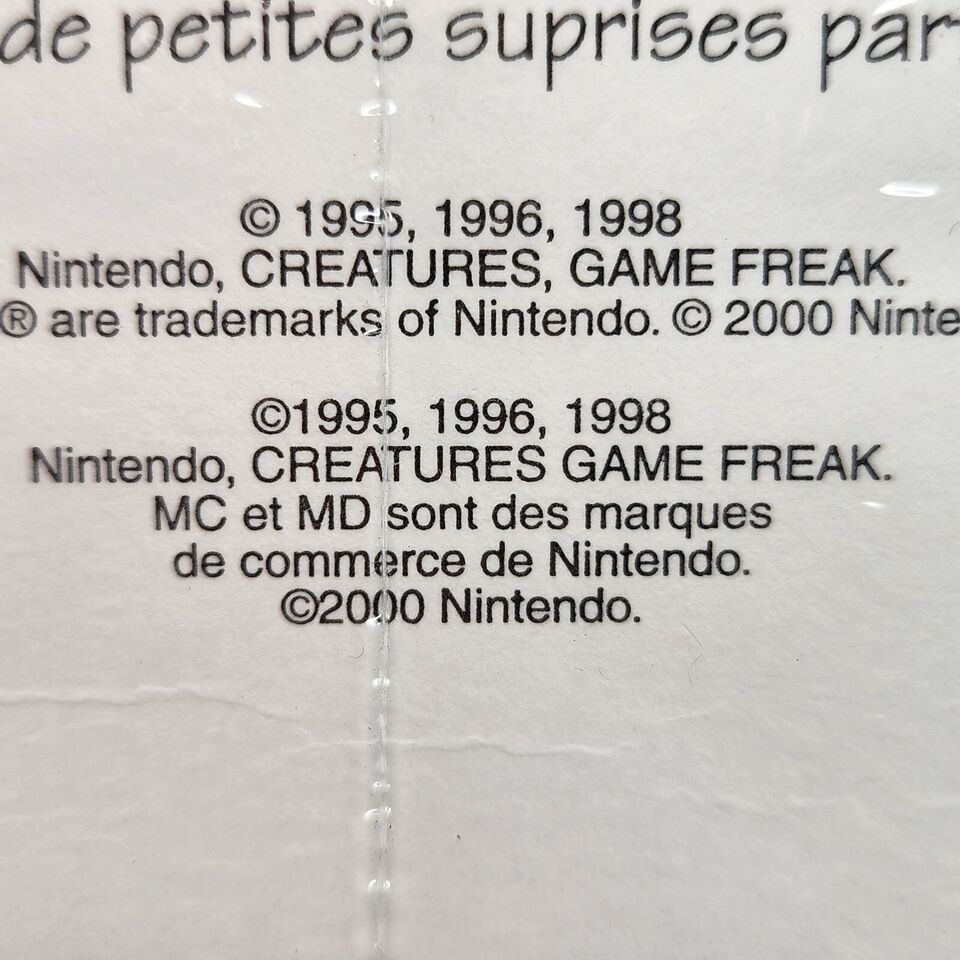 de petites suprises par
© 1995, 1996, 1998
Nintendo, CREATURES, GAME FREAK.
® are trademarks of Nintendo. © 2000 Ninte
©1995, 1996, 1998
Nintendo, CREATURES GAME FREAK.
MC et MD sont des marques
de commerce de Nintendo.
©2000 Nintendo.